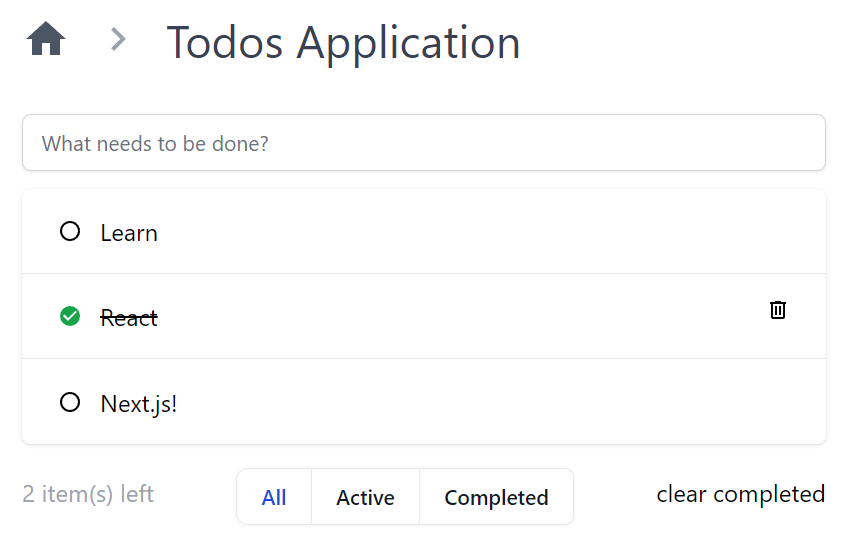 Todos Application
What needs to be done?
Learn
React
Next.js!
2 item(s) left
All
Active
Completed
clear completed